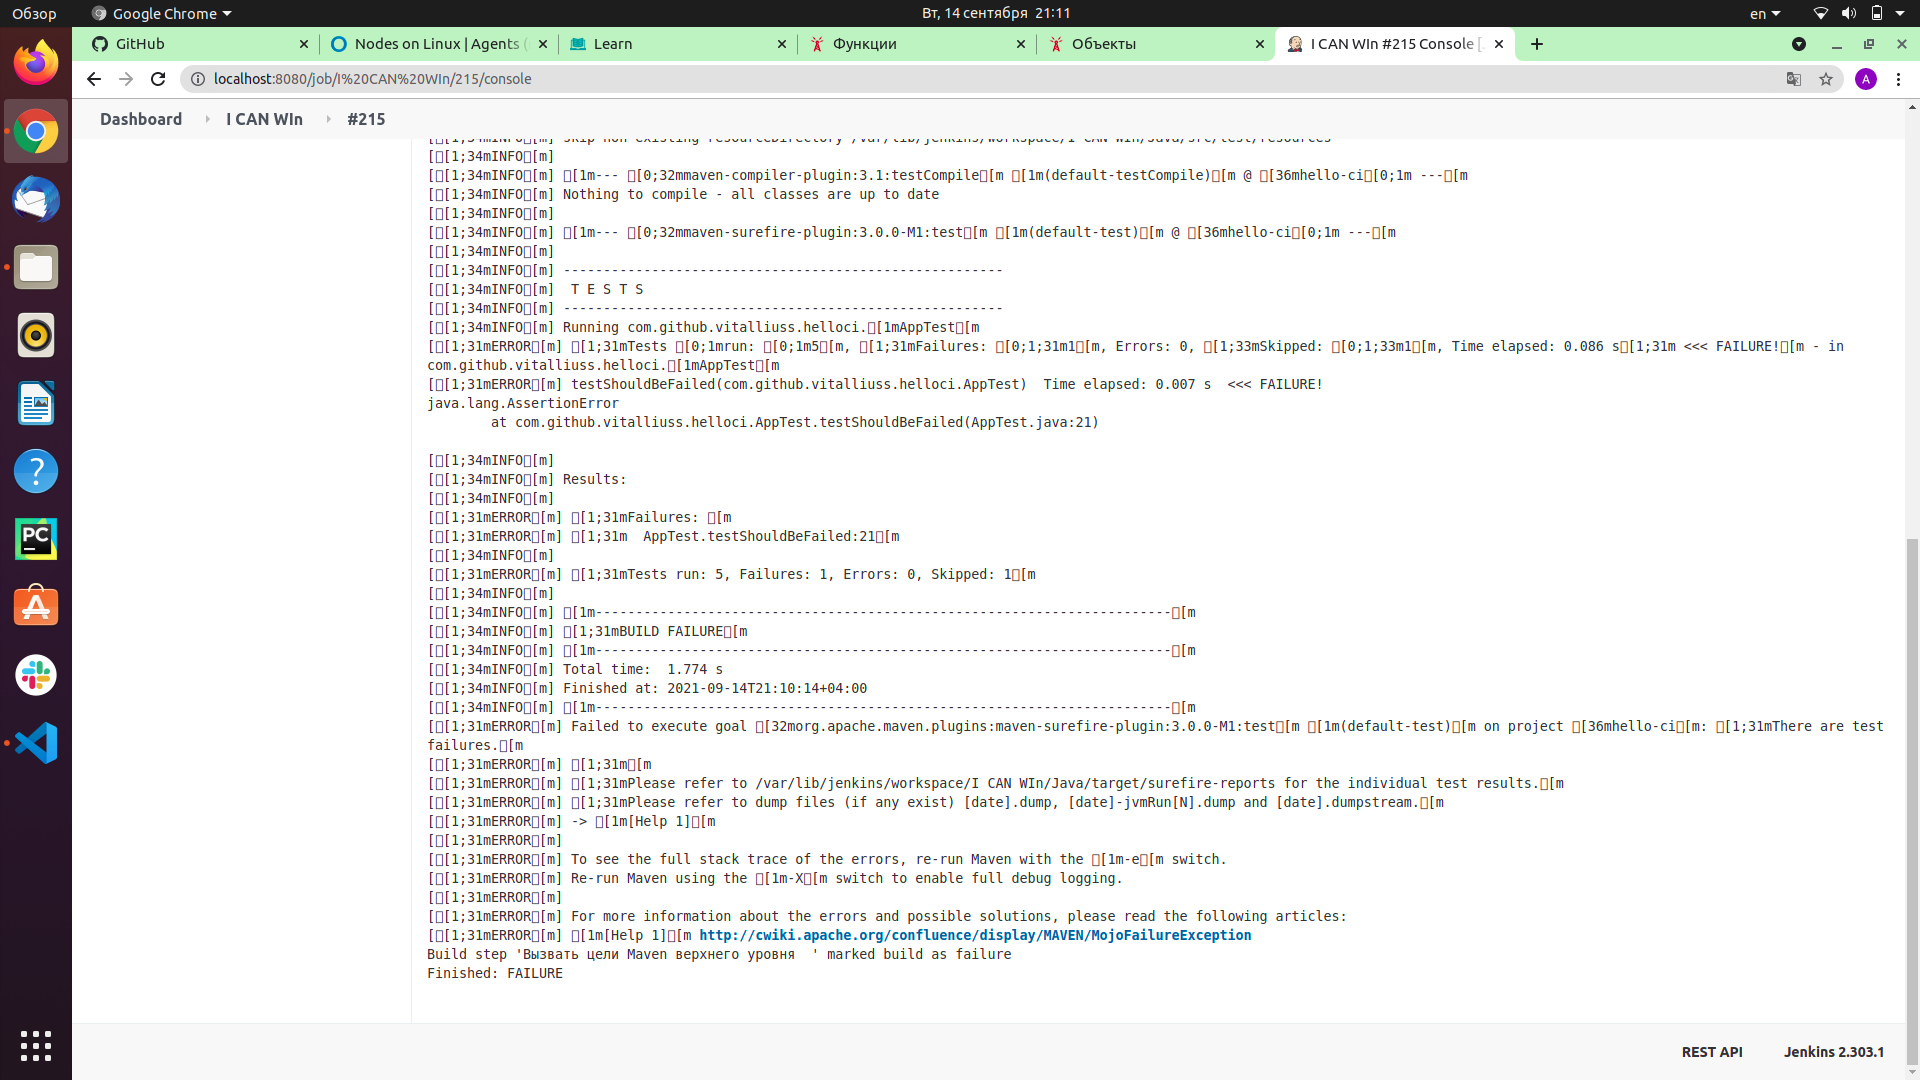 Обзор
Google Chrome
Вт, 14 сентября 21:11
en
GitHub
Nodes on Linux | Agents (
Learn
Функции
Объекты
I CAN WIn #215 Console [
localhost:8080/job/I%20CAN%20WIn/215/console
A
Dashboard
I CAN WIn
#215
[[1;34mINFO[m] skip non existing resourceDirectory /var/lib/jenkins/workspace/I CAN WIn/Java/src/test/resources
[[1;34mINFO[m]
[[1;34mINFO[m] [1m--- [0;32mmaven-compiler-plugin:3.1:testCompile[m [1m(default-testCompile)[m @ [36mhello-ci[0;1m ---[m
[[1;34mINFO[m] Nothing to compile - all classes are up to date
[[1;34mINFO[m]
[[1;34mINFO[m] [1m--- [0;32mmaven-surefire-plugin:3.0.0-M1:test[m [1m(default-test)[m @ [36mhello-ci[0;1m ---[m
[[1;34mINFO[m]
[[1;34mINFO[m] -------------------------------------------------------
[[1;34mINFO[m]  T E S T S
[[1;34mINFO[m] -------------------------------------------------------
[[1;34mINFO[m] Running com.github.vitalliuss.helloci.[1mAppTest[m
[[1;31mERROR[m] [1;31mTests [0;1mrun: [0;1m5[m, [1;31mFailures: [0;1;31m1[m, Errors: 0, [1;33mSkipped: [0;1;33m1[m, Time elapsed: 0.086 s[1;31m <<< FAILURE![m - in
com.github.vitalliuss.helloci.[1mAppTest[m
[[1;31mERROR[m] testShouldBeFailed(com.github.vitalliuss.helloci.AppTest)  Time elapsed: 0.007 s  <<< FAILURE!
java.lang.AssertionError
at com.github.vitalliuss.helloci.AppTest.testShouldBeFailed(AppTest.java:21)
[[1;34mINFO[m]
[[1;34mINFO[m] Results:
[[1;34mINFO[m]
[[1;31mERROR[m] [1;31mFailures: [m
[[1;31mERROR[m] [1;31m  AppTest.testShouldBeFailed:21[m
[[1;34mINFO[m]
[[1;31mERROR[m] [1;31mTests run: 5, Failures: 1, Errors: 0, Skipped: 1[m
[[1;34mINFO[m]
[[1;34mINFO[m] [1m------------------------------------------------------------------------[m
[[1;34mINFO[m] [1;31mBUILD FAILURE[m
[[1;34mINFO[m] [1m------------------------------------------------------------------------[m
[[1;34mINFO[m] Total time:  1.774 s
[[1;34mINFO[m] Finished at: 2021-09-14T21:10:14+04:00
[[1;34mINFO[m] [1m------------------------------------------------------------------------[m
[[1;31mERROR[m] Failed to execute goal [32morg.apache.maven.plugins:maven-surefire-plugin:3.0.0-M1:test[m [1m(default-test)[m on project [36mhello-ci[m: [1;31mThere are test
failures.[m
[[1;31mERROR[m] [1;31m[m
[[1;31mERROR[m] [1;31mPlease refer to /var/lib/jenkins/workspace/I CAN WIn/Java/target/surefire-reports for the individual test results.[m
[[1;31mERROR[m] [1;31mPlease refer to dump files (if any exist) [date].dump, [date]-jvmRun[N].dump and [date].dumpstream.[m
[[1;31mERROR[m] -> [1m[Help 1][m
[[1;31mERROR[m]
[[1;31mERROR[m] To see the full stack trace of the errors, re-run Maven with the [1m-e[m switch.
[[1;31mERROR[m] Re-run Maven using the [1m-X[m switch to enable full debug logging.
[[1;31mERROR[m]
[[1;31mERROR[m] For more information about the errors and possible solutions, please read the following articles:
[[1;31mERROR[m] [1m[Help 1][m http://cwiki.apache.org/confluence/display/MAVEN/MojoFailureException
Build step 'Вызвать цели Maven верхнего уровня  ' marked build as failure
Finished: FAILURE
PC
REST API
Jenkins 2.303.1